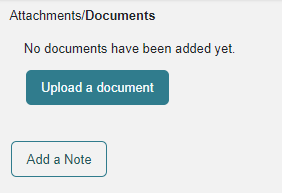 Attachments/Documents
No documents have been added yet.
Upload a document
Add a Note